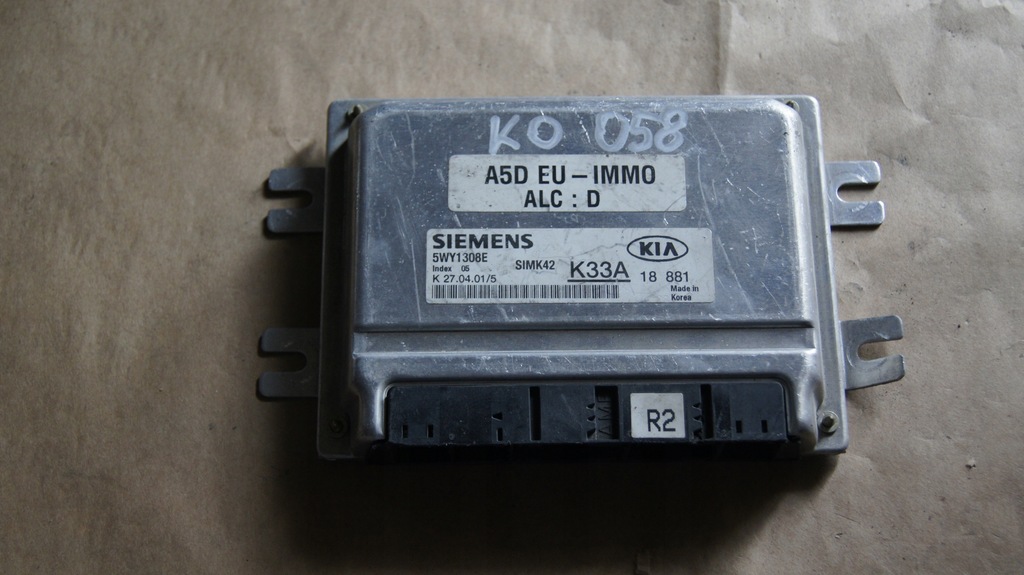 KO 058
A5D EU – IMMO
ALC : D
SIEMENS
KIA
5WY1308E
Index 05
SIMK42
K33A
18 881
K 27.04.01/5
Made in
Korea
R2